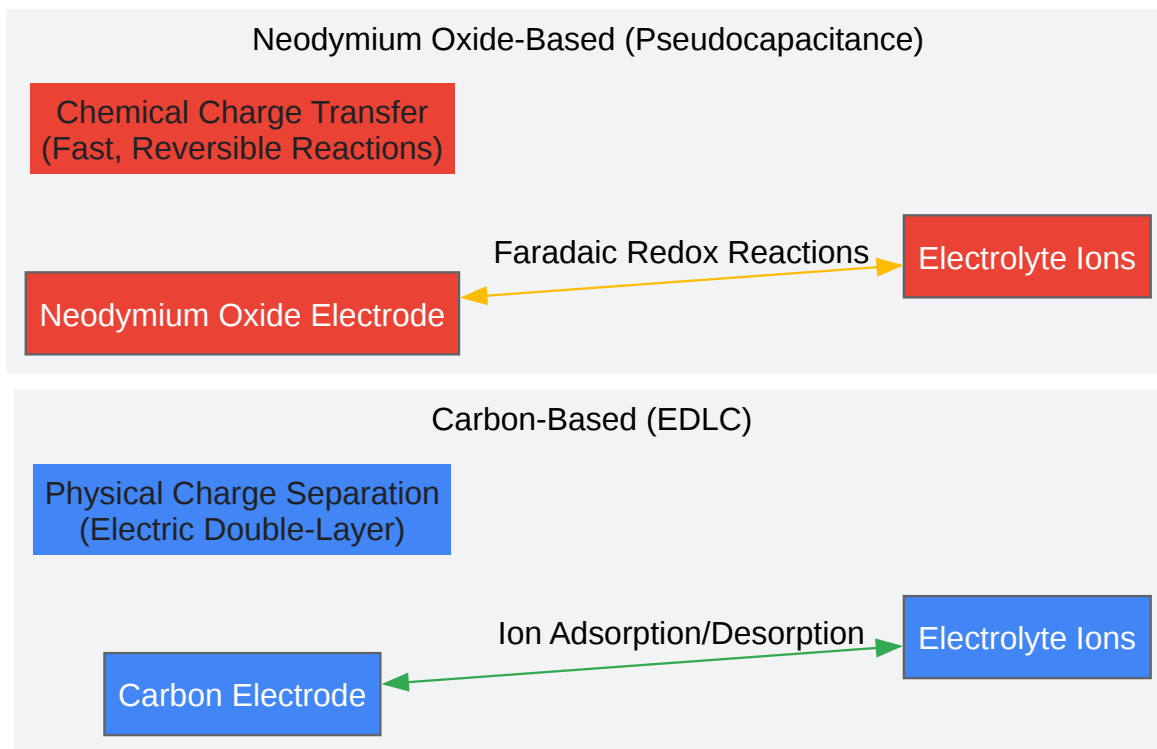 Neodymium Oxide-Based (Pseudocapacitance)
Chemical Charge Transfer
(Fast, Reversible Reactions)
Faradaic Redox Reactions
Electrolyte Ions
Neodymium Oxide Electrode
Carbon-Based (EDLC)
Physical Charge Separation
(Electric Double-Layer)
Ion Adsorption/Desorption
Electrolyte Ions
Carbon Electrode